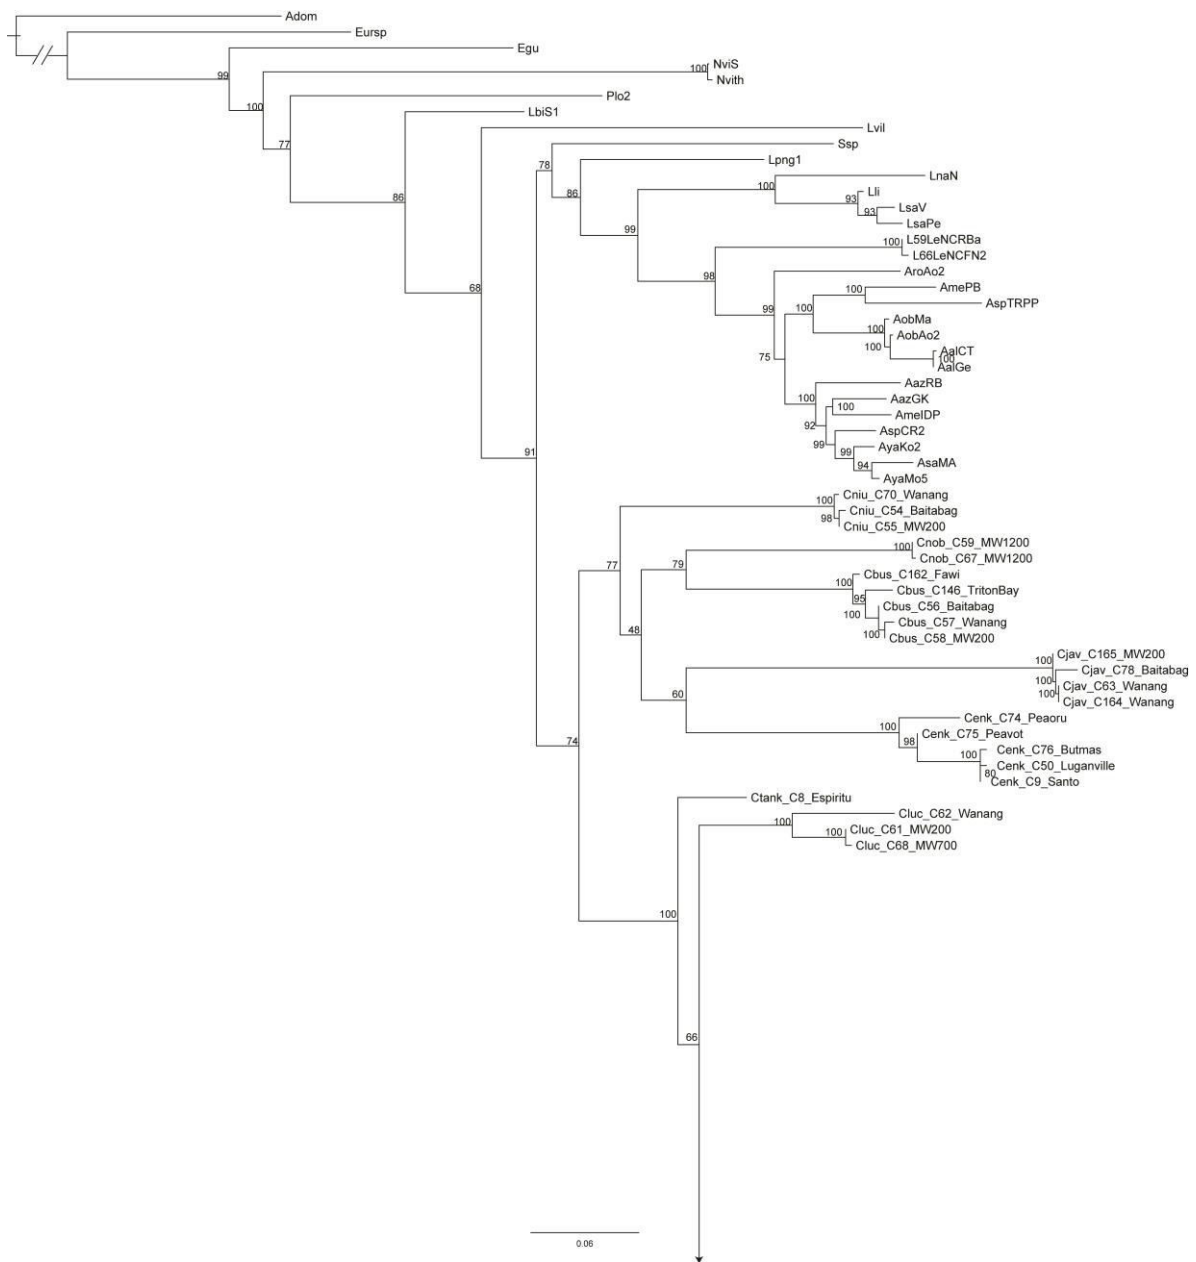 Adom
Eursp
Egu
99
NviS
100
Nvith
Plo2
100
LbiS1
Lvil
77
Ssp
Lpng1
78
LnaN
100
86
Lli
93
86
LsaV
93
LsaPe
99
L59LeNCRBa
100
L66LeNCFN2
AroAo2
98
AmePB
100
68
AspTRPP
100
99
AobMa
100
AobAo2
100
AalCT
100
75
AalGe
AazRB
AazGK
100
100
AmeIDP
92
AspCR2
99
AyaKo2
99
91
AsaMA
94
AyaMo5
Cniu_C70_Wanang
100
Cniu_C54_Baitabag
98
Cniu_C55_MW200
Cnob_C59_MW1200
100
Cnob_C67_MW1200
79
77
Cbus_C162_Fawi
100
Cbus_C146_TritonBay
95
Cbus_C56_Baitabag
100
Cbus_C57_Wanang
48
100
Cbus_C58_MW200
Cjav_C165_MW200
100
Cjav_C78_Baitabag
100
Cjav_C63_Wanang
100
Cjav_C164_Wanang
60
Cenk_C74_Peaoru
100
Cenk_C75_Peavot
98
74
Cenk_C76_Butmas
100
Cenk_C50_Luganville
80
Cenk_C9_Santo
Ctank_C8_Espiritu
Cluc_C62_Wanang
100
Cluc_C61_MW200
100
Cluc_C68_MW700
100
66
0.06